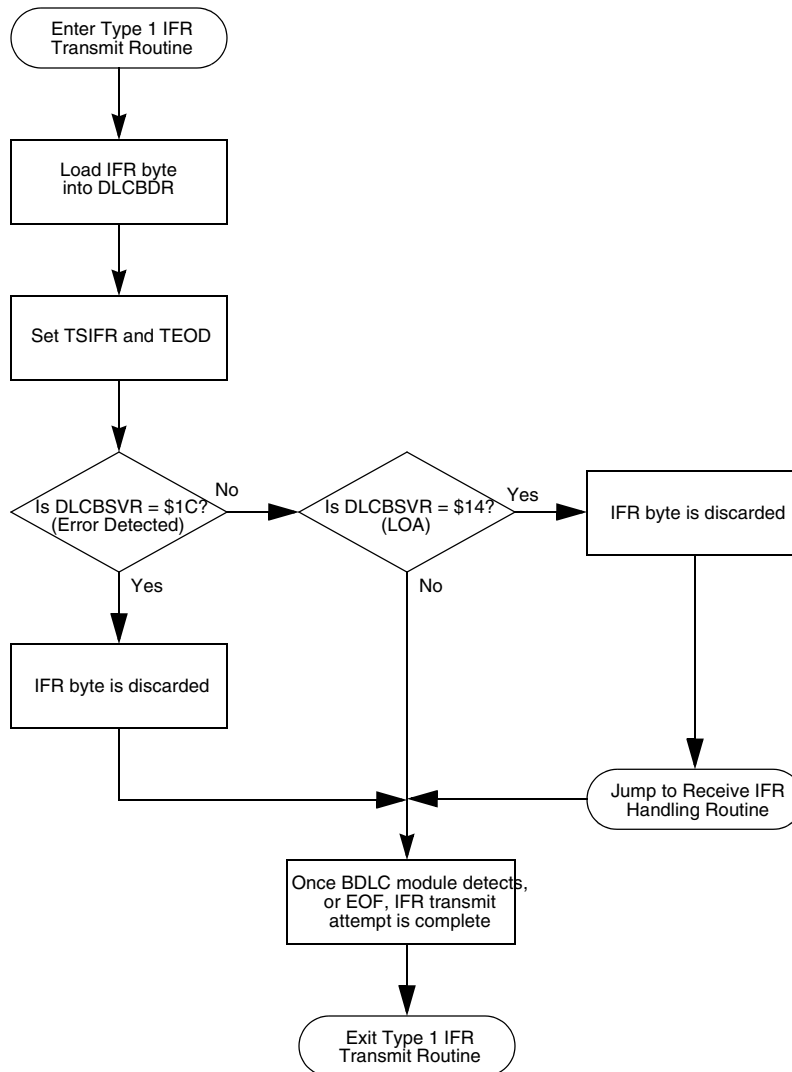 Enter Type 1 IFR
Transmit Routine
Load IFR byte
into DLCBDR
Set TSIFR and TEOD
Is DLCBSVR = $1C?
(Error Detected)
No
Yes
Is DLCBSVR = $14?
(LOA)
Yes
No
IFR byte is discarded
IFR byte is discarded
Jump to Receive IFR
Handling Routine
Once BDLC module detects,
or EOF, IFR transmit
attempt is complete
Exit Type 1 IFR
Transmit Routine